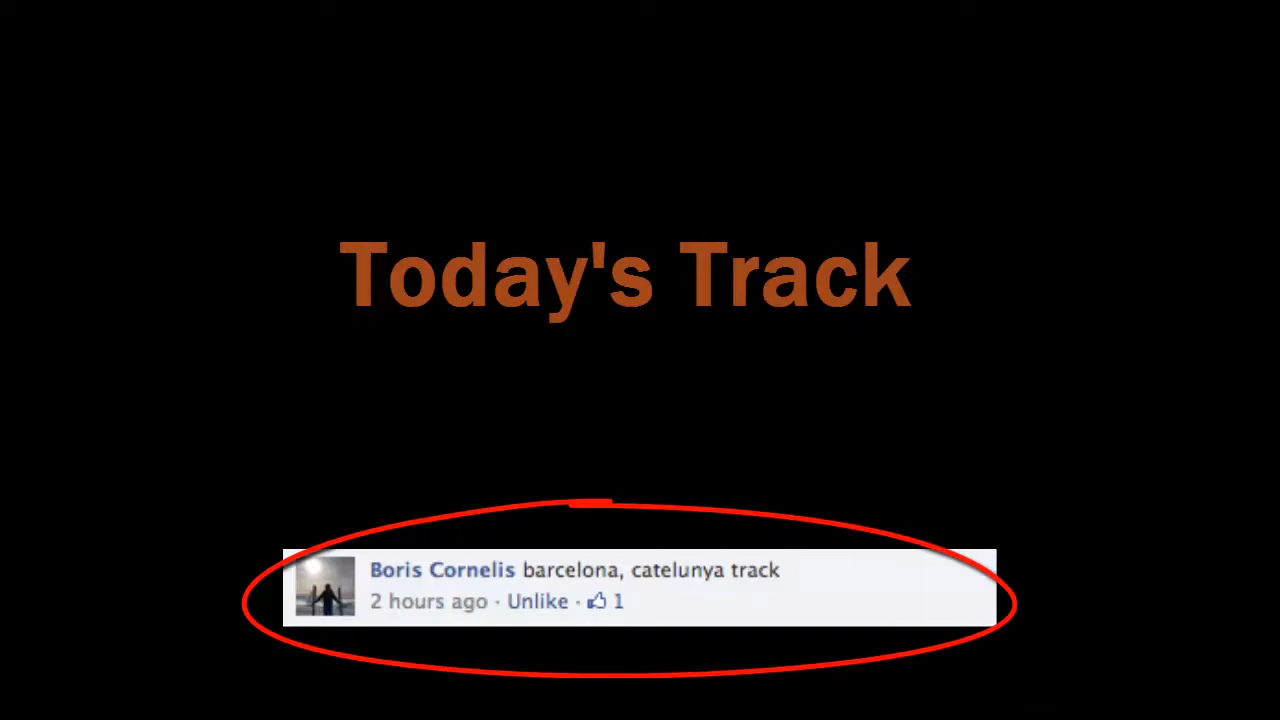 Today's Track
Boris Cornelis barcelona, catelunya track
2 hours ago · Unlike · 1